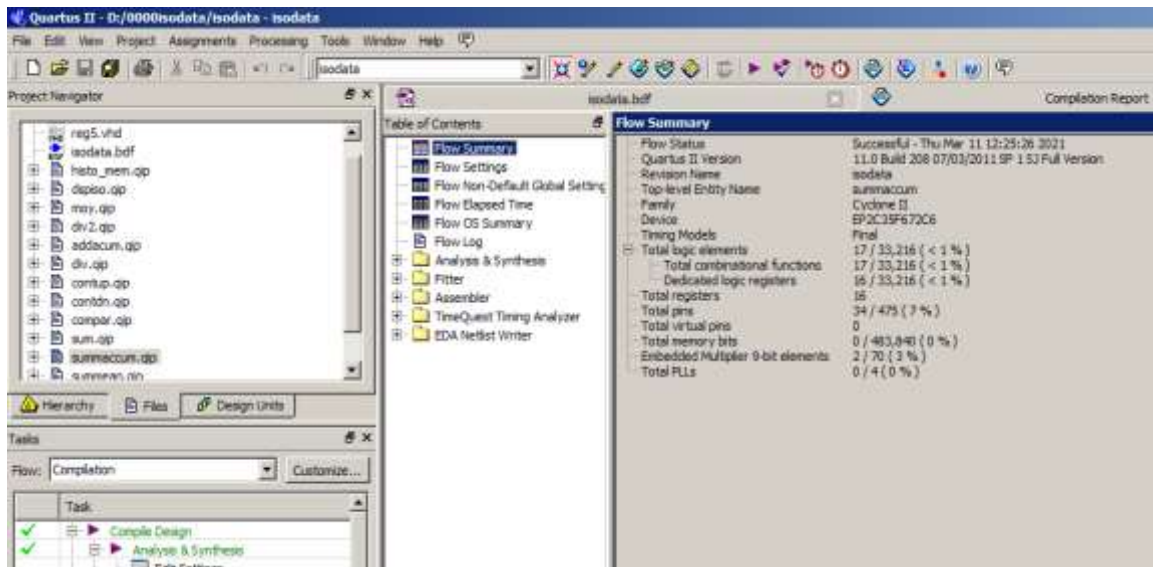 Quartus II - D:/0000isodata/isodata - isodata
File Edit View Project Assignments Processing Tools Window Help
isodata
Project Navigator
reg5.vhd
isodata.bdf
histo_mem.qip
dispiso.qip
moy.qip
div2.qip
addacum.qip
div.qip
contup.qip
contdn.qip
compar.qip
sum.qip
summaccum.qip
summean.qip
Hierarchy Files Design Units
Tasks
Flow: Compilation Customize...
Task
Compile Design
Analysis & Synthesis
Edit Settings
isodata.bdf Compilation Report
Table of Contents
Flow Summary
Flow Settings
Flow Non-Default Global Setting
Flow Elapsed Time
Flow OS Summary
Flow Log
Analysis & Synthesis
Fitter
Assembler
TimeQuest Timing Analyzer
EDA Netlist Writer
Flow Summary
Flow Status Successful - Thu Mar 11 12:25:26 2021
Quartus II Version 11.0 Build 208 07/03/2011 SP 1 SJ Full Version
Revision Name isodata
Top-level Entity Name summaccum
Family Cyclone II
Device EP2C35F672C6
Timing Models Final
Total logic elements 17 / 33,216 ( < 1 % )
Total combinational functions 17 / 33,216 ( < 1 % )
Dedicated logic registers 16 / 33,216 ( < 1 % )
Total registers 16
Total pins 34 / 475 ( 7 % )
Total virtual pins 0
Total memory bits 0 / 483,840 ( 0 % )
Embedded Multiplier 9-bit elements 2 / 70 ( 3 % )
Total PLLs 0 / 4 ( 0 % )